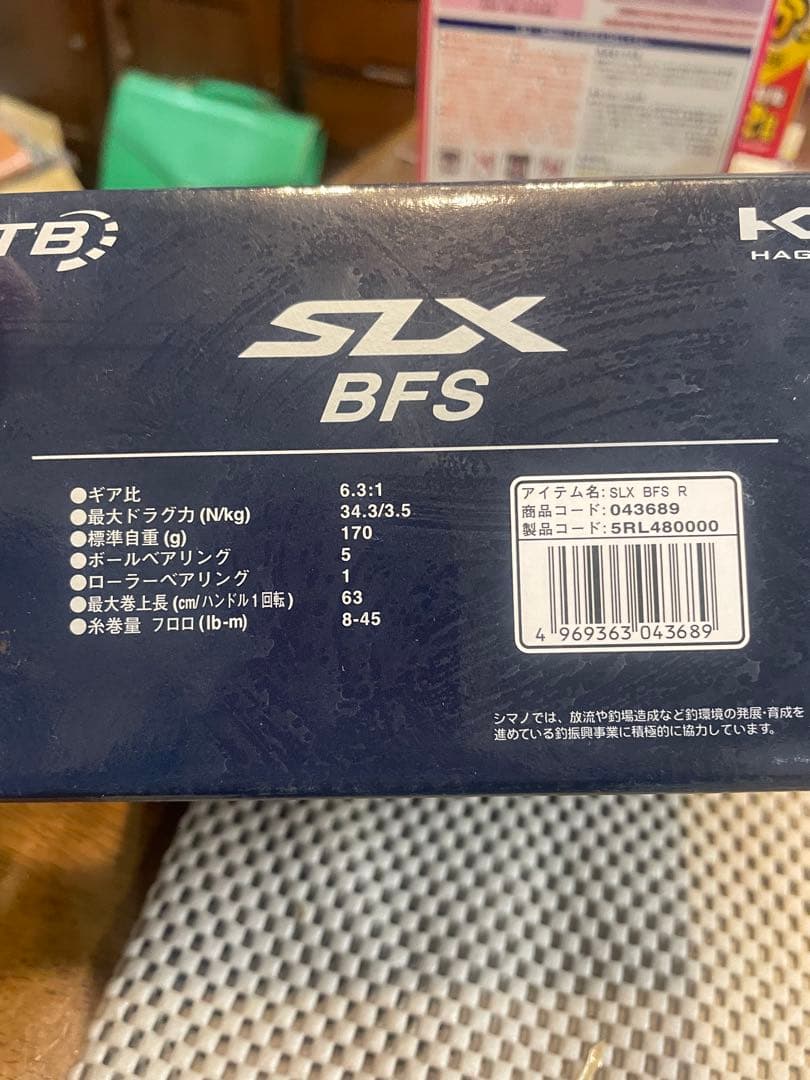 TB
HAG
SLX
BFS
●ギア比 6.3:1
●最大ドラグ力(N/kg) 34.3/3.5
●標準自重(g) 170
●ボールベアリング 5
●ローラーベアリング 1
●最大巻上長(cm/ハンドル1回転) 63
●糸巻量 フロロ(lb-m) 8-45
アイテム名: SLX BFS R
商品コード: 043689
製品コード: 5RL480000
4 969363 043689
シマノでは、放流や釣場造成など釣環境の発展・育成を
進めている釣振興事業に積極的に協力しています。